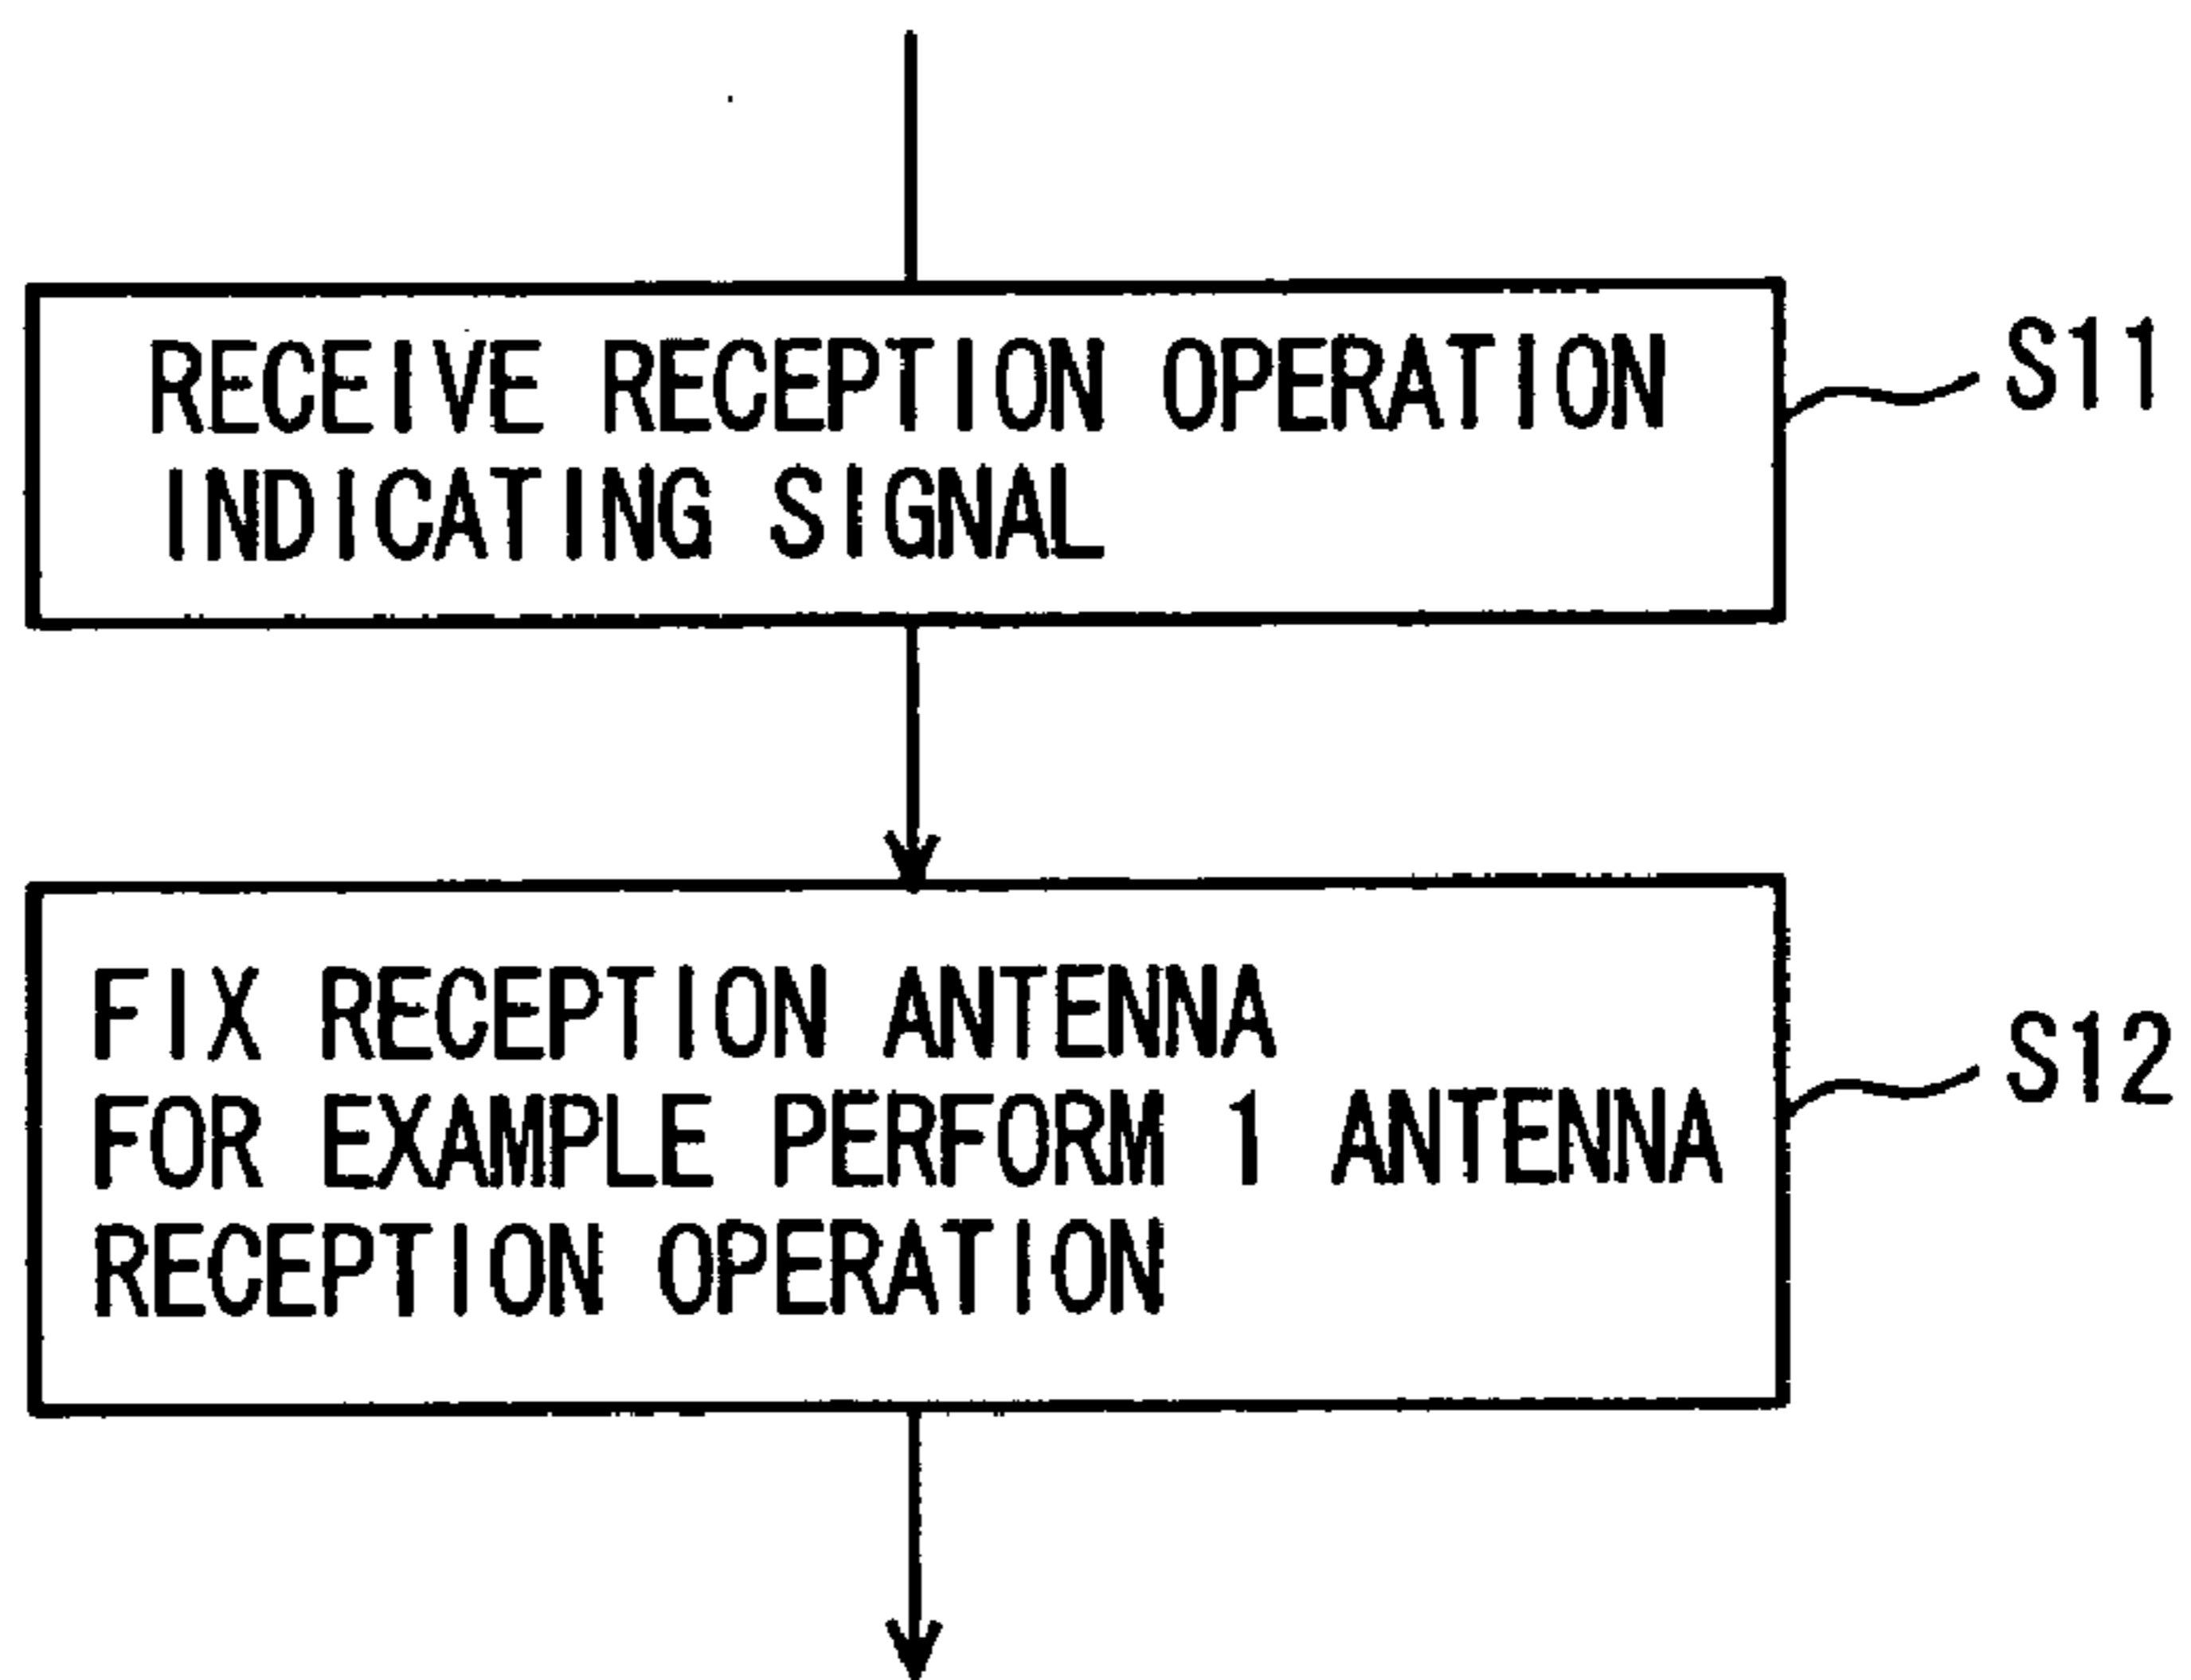 RECEIVE RECEPTION OPERATION
INDICATING SIGNAL
S11
FIX RECEPTION ANTENNA
FOR EXAMPLE PERFORM 1 ANTENNA
RECEPTION OPERATION
S12